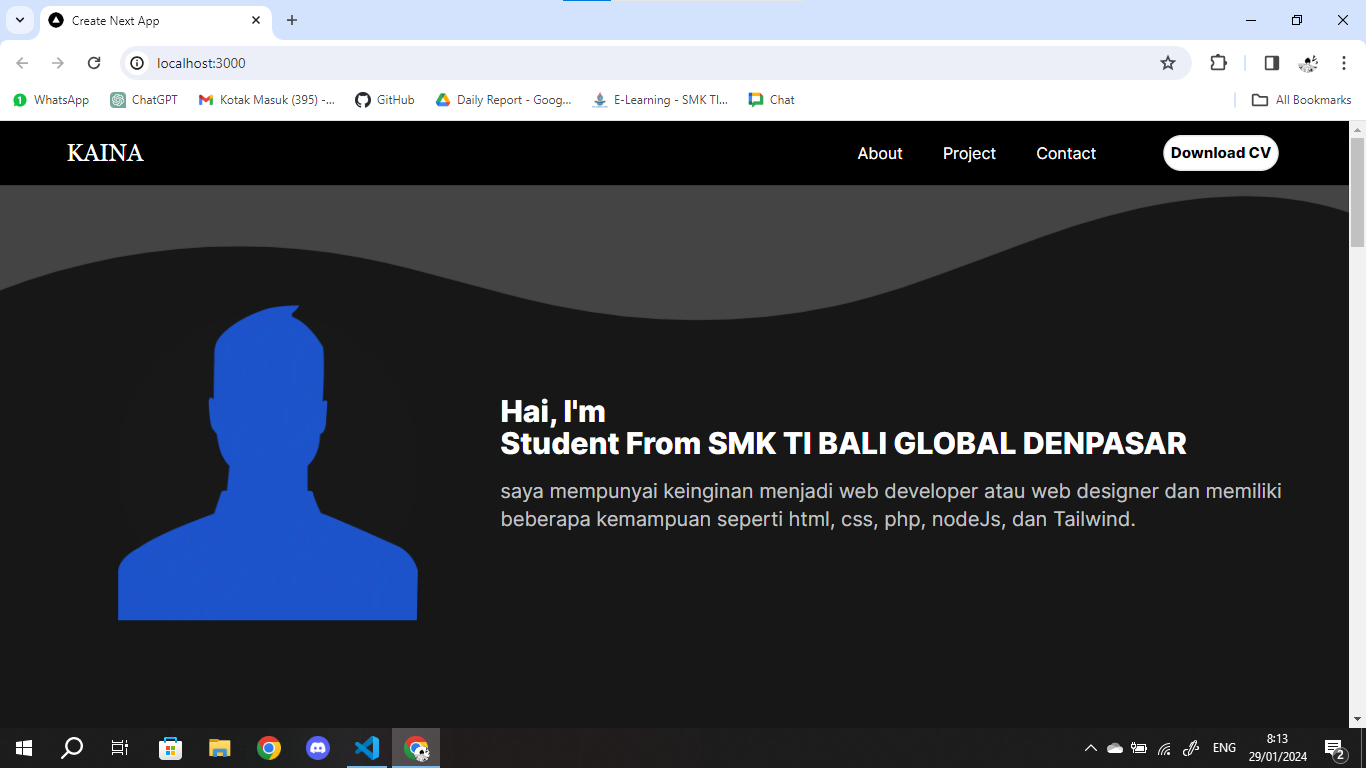 Create Next App
localhost:3000
WhatsApp
ChatGPT
Kotak Masuk (395) -...
GitHub
Daily Report - Goog...
E-Learning - SMK TI...
Chat
All Bookmarks
KAINA
About
Project
Contact
Download CV
Hai, I'm
Student From SMK TI BALI GLOBAL DENPASAR
saya mempunyai keinginan menjadi web developer atau web designer dan memiliki
beberapa kemampuan seperti html, css, php, nodeJs, dan Tailwind.
ENG
8:13
29/01/2024
2